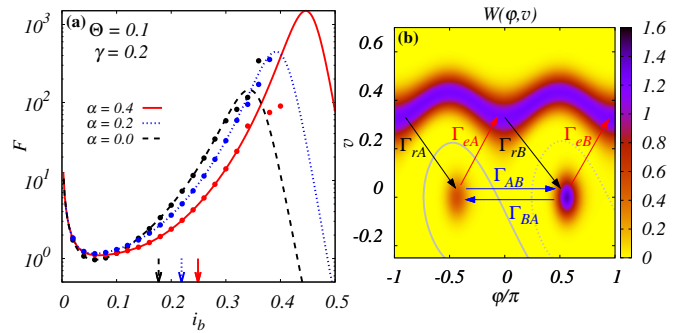 (a)
Θ = 0.1
γ = 0.2
α = 0.4
α = 0.2
α = 0.0
F
10³
10²
10¹
10⁰
0
0.1
0.2
0.3
0.4
0.5
i_b
W(φ,v)
(b)
v
0.6
0.4
0.2
0
-0.2
Γ_rA
Γ_eA
Γ_rB
Γ_eB
Γ_AB
Γ_BA
-1
-0.5
0
0.5
1
φ/π
1.6
1.4
1.2
1
0.8
0.6
0.4
0.2
0